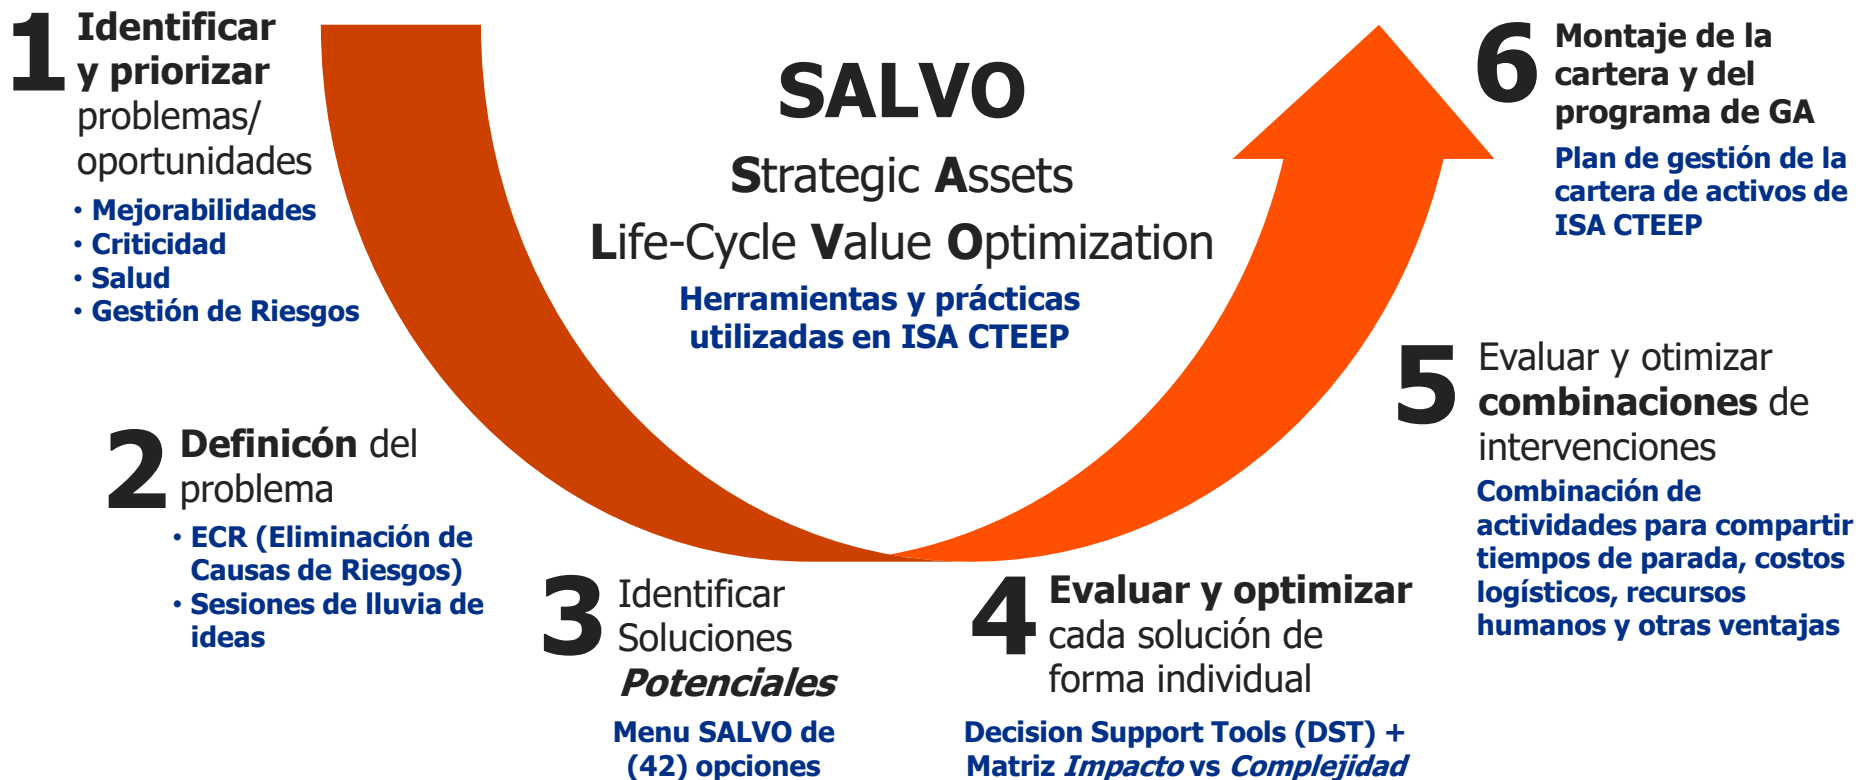 1 Identificar
y priorizar
problemas/
oportunidades
• Mejorabilidades
• Criticidad
• Salud
• Gestión de Riesgos
2 Definicón del
problema
• ECR (Eliminación de
Causas de Riesgos)
• Sesiones de lluvia de
ideas
SALVO
Strategic Assets
Life-Cycle Value Optimization
Herramientas y prácticas
utilizadas en ISA CTEEP
3 Identificar
Soluciones
Potenciales
Menu SALVO de
(42) opciones
4 Evaluar y optimizar
cada solución de
forma individual
Decision Support Tools (DST) +
Matriz Impacto vs Complejidad
5 Evaluar y otimizar
combinaciones de
intervenciones
Combinación de
actividades para compartir
tiempos de parada, costos
logísticos, recursos
humanos y otras ventajas
6 Montaje de la
cartera y del
programa de GA
Plan de gestión de la
cartera de activos de
ISA CTEEP